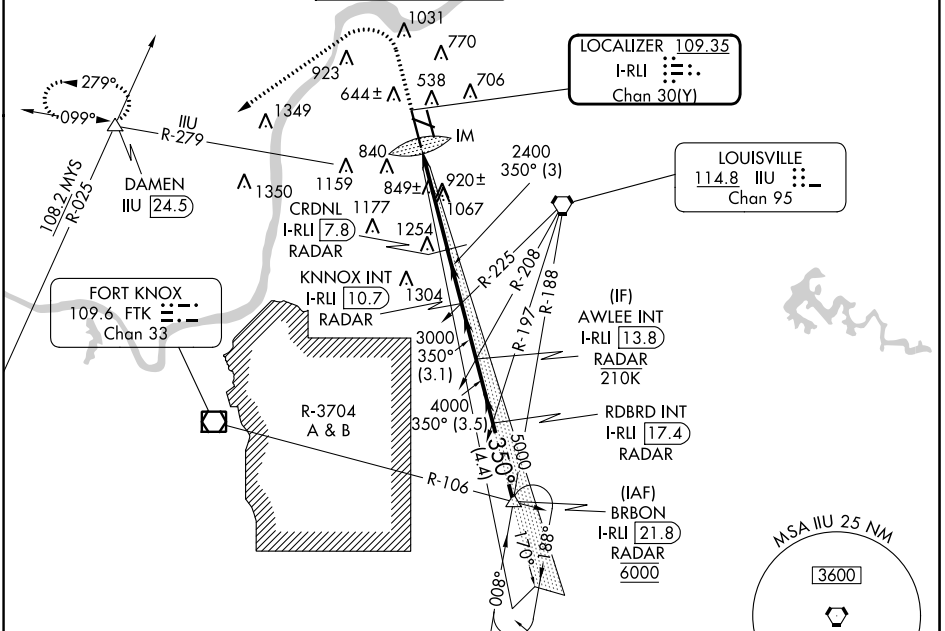 1031
770
923
644±
538
706
LOCALIZER 109.35
I-RLI
Chan 30(Y)
279°
099°
IIU
R-279
1349
IM
840
2400
350° (3)
LOUISVILLE
114.8 IIU
Chan 95
DAMEN
IIU 24.5
108.2 MYS
R-025
1350
1159
849±
920±
1067
CRDNL
I-RLI 7.8
RADAR
1177
1254
R-225
R-208
R-197
R-188
KNNOX INT
I-RLI 10.7
RADAR
1304
FORT KNOX
109.6 FTK
Chan 33
(IF)
AWLEE INT
I-RLI 13.8
RADAR
210K
3000
350°
(3.1)
R-3704
A & B
4000
350° (3.5)
RDBRD INT
I-RLI 17.4
RADAR
5000
350°
(4.4)
R-106
(IAF)
BRBON
I-RLI 21.8
RADAR
6000
170°
188°
008°
MSA IIU 25 NM
3600